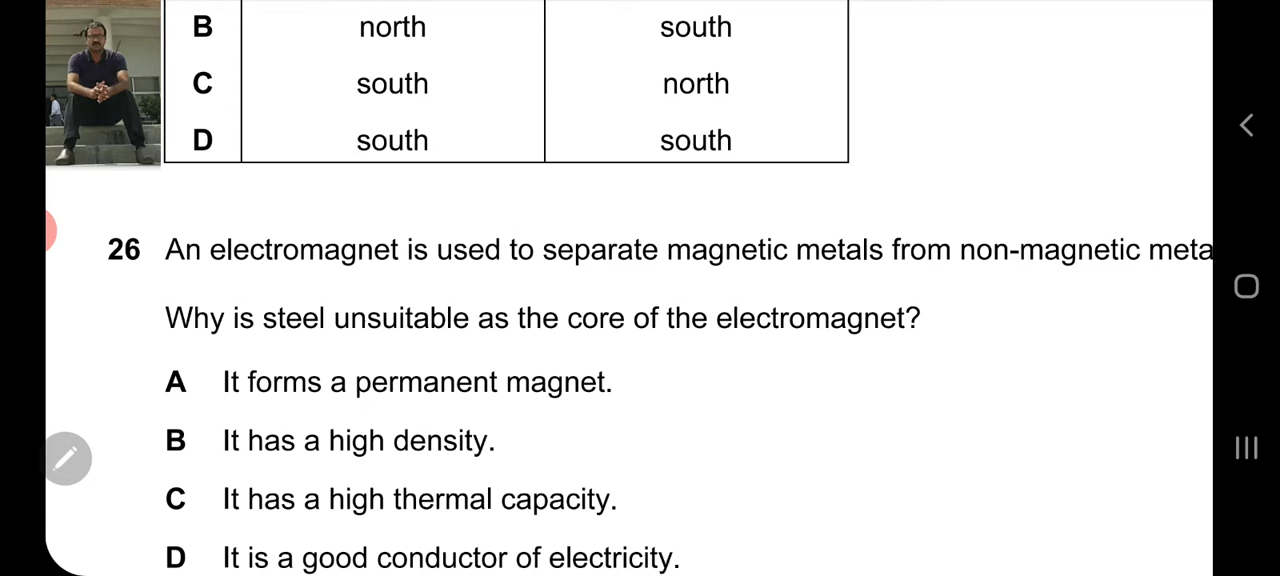 B north south
C south north
D south south
26 An electromagnet is used to separate magnetic metals from non-magnetic meta
Why is steel unsuitable as the core of the electromagnet?
A It forms a permanent magnet.
B It has a high density.
C It has a high thermal capacity.
D It is a good conductor of electricity.